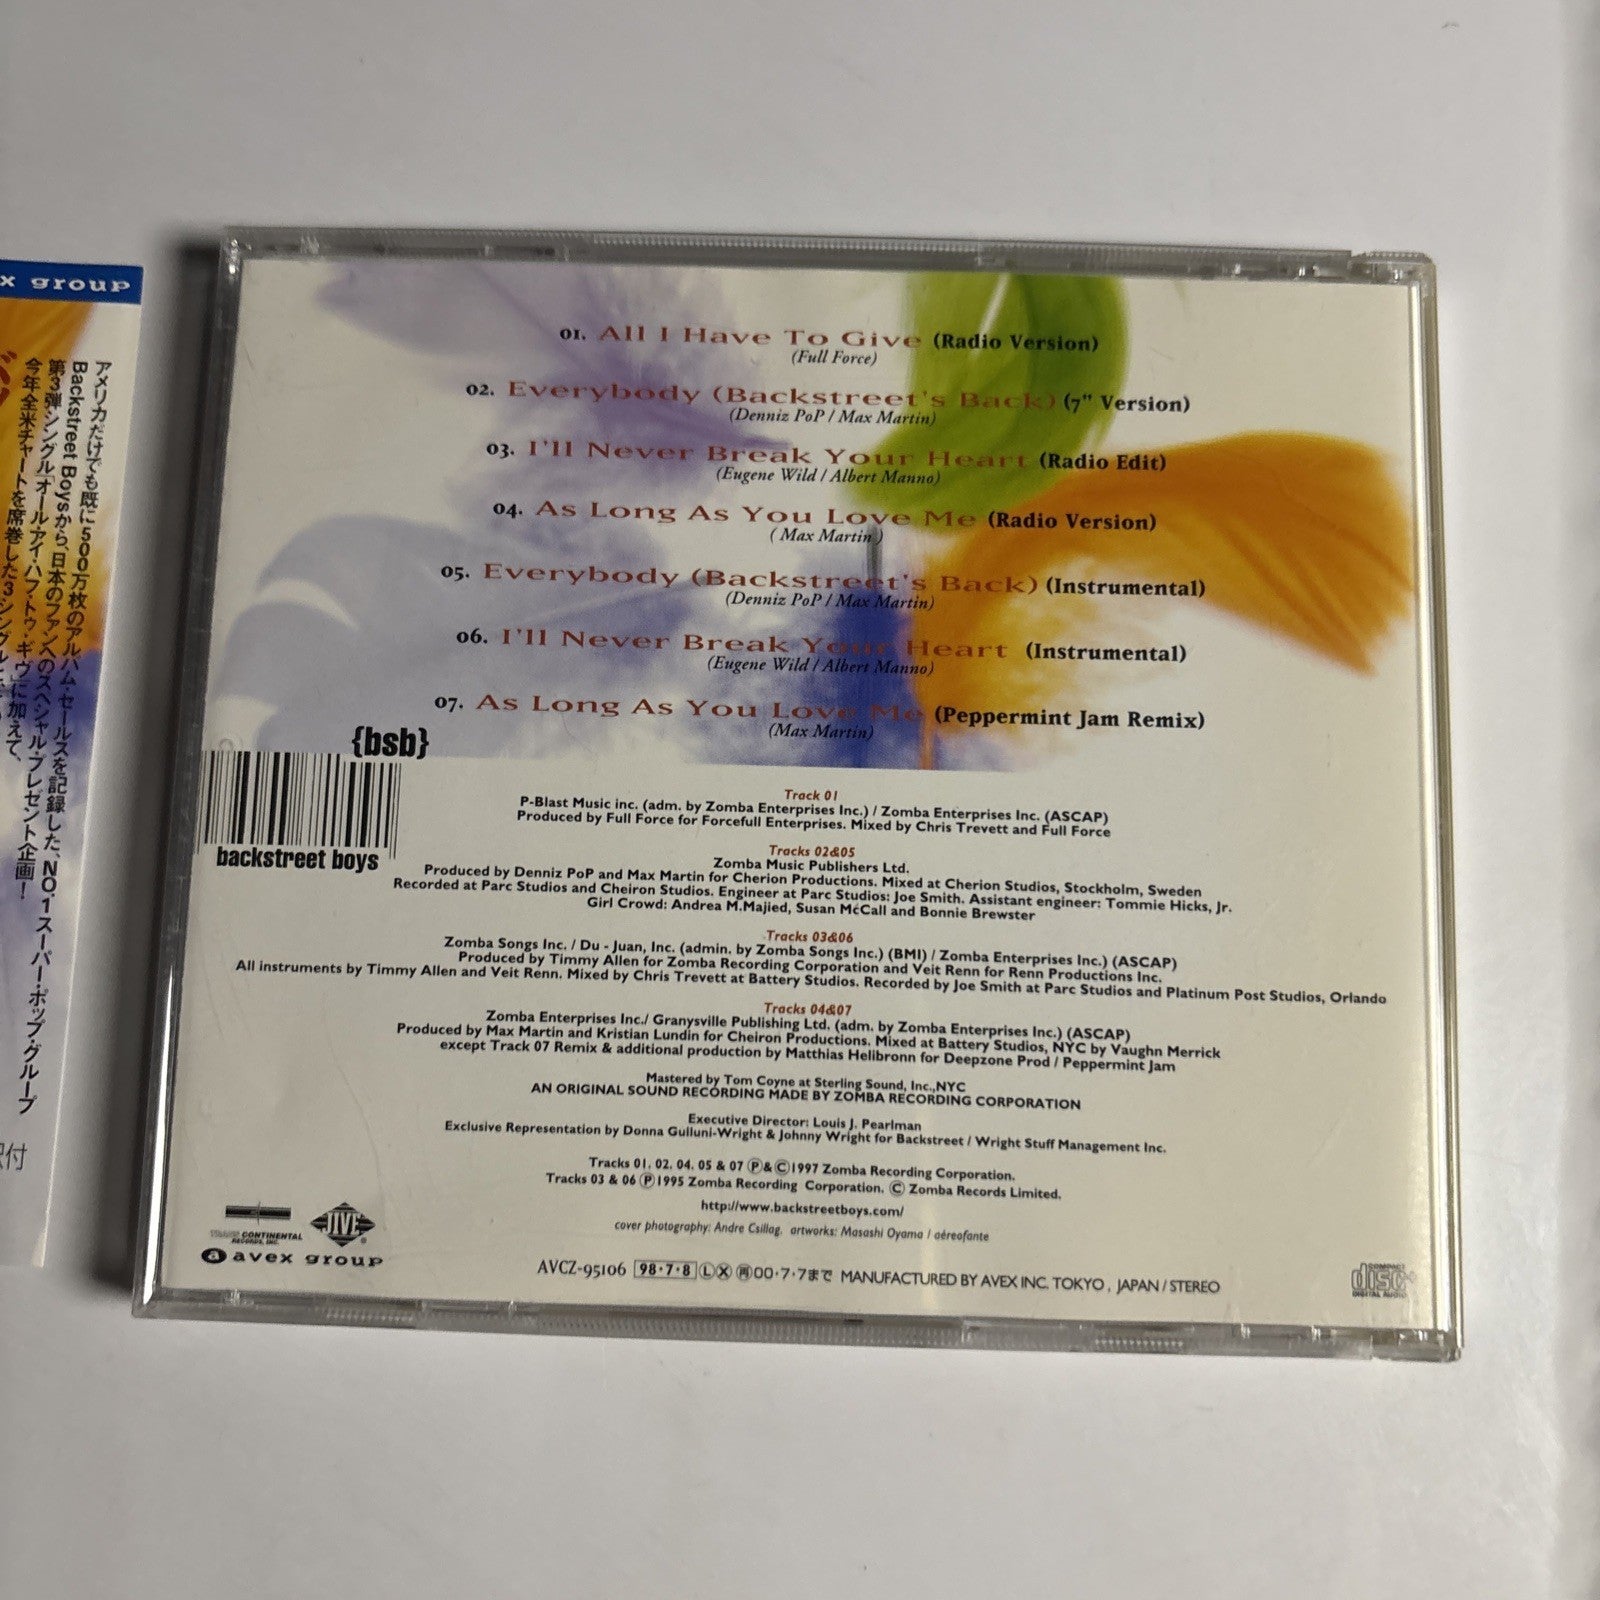 x group
アメリカだけでも既に500万枚のアルバム・セールスを記録した、NO.1スーパー・ポップ・グループ
Backstreet Boysから、日本のファンへのスペシャル・プレゼント企画!
第3弾シングル「オール・アイ・ハフ・トゥ・ギヴ」に加えて、
今年全米チャートを席巻した3シングル
訳付
01. All I Have To Give (Radio Version)
(Full Force)
02. Everybody (Backstreet's Back) (7" Version)
(Denniz PoP / Max Martin)
03. I'll Never Break Your Heart (Radio Edit)
(Eugene Wild / Albert Manno)
04. As Long As You Love Me (Radio Version)
( Max Martin )
05. Everybody (Backstreet's Back) (Instrumental)
(Denniz PoP / Max Martin)
06. I'll Never Break Your Heart (Instrumental)
(Eugene Wild / Albert Manno)
07. As Long As You Love Me (Peppermint Jam Remix)
(Max Martin)
{bsb}
backstreet boys
Track 01
P-Blast Music inc. (adm. by Zomba Enterprises Inc.) / Zomba Enterprises Inc. (ASCAP)
Produced by Full Force for Forcefull Enterprises. Mixed by Chris Trevett and Full Force
Tracks 02&05
Zomba Music Publishers Ltd.
Produced by Denniz PoP and Max Martin for Cherion Productions. Mixed at Cherion Studios, Stockholm, Sweden
Recorded at Parc Studios and Cheiron Studios. Engineer at Parc Studios: Joe Smith. Assistant engineer: Tommie Hicks, Jr.
Girl Crowd: Andrea M.Majied, Susan McCall and Bonnie Brewster
Tracks 03&06
Zomba Songs Inc. / Du - Juan, Inc. (admin. by Zomba Songs Inc.) (BMI) / Zomba Enterprises Inc.) (ASCAP)
Produced by Timmy Allen for Zomba Recording Corporation and Veit Renn for Renn Productions Inc.
All instruments by Timmy Allen and Veit Renn. Mixed by Chris Trevett at Battery Studios. Recorded by Joe Smith at Parc Studios and Platinum Post Studios, Orlando
Tracks 04&07
Zomba Enterprises Inc./ Granysville Publishing Ltd. (adm. by Zomba Enterprises Inc.) (ASCAP)
Produced by Max Martin and Kristian Lundin for Cheiron Productions. Mixed at Battery Studios, NYC by Vaughn Merrick
except Track 07 Remix & additional production by Matthias Helibronn for Deepzone Prod / Peppermint Jam
Mastered by Tom Coyne at Sterling Sound, Inc.,NYC
AN ORIGINAL SOUND RECORDING MADE BY ZOMBA RECORDING CORPORATION
Executive Director: Louis J. Pearlman
Exclusive Representation by Donna Gulluni-Wright & Johnny Wright for Backstreet / Wright Stuff Management Inc.
Tracks 01. 02. 04. 05 & 07 Ⓟ&Ⓒ1997 Zomba Recording Corporation.
Tracks 03 & 06 Ⓟ1995 Zomba Recording Corporation. Ⓒ Zomba Records Limited.
http://www.backstreetboys.com/
cover photography: Andre Csillag. artworks: Masashi Oyama / aéreofante
TRANS CONTINENTAL
RECORDS, INC.
JIVE
a avex group
AVCZ-95106 98・7・8 Ⓛ Ⓧ ㊢00・7・7まで MANUFACTURED BY AVEX INC. TOKYO , JAPAN / STEREO
COMPACT
disc
DIGITAL AUDIO